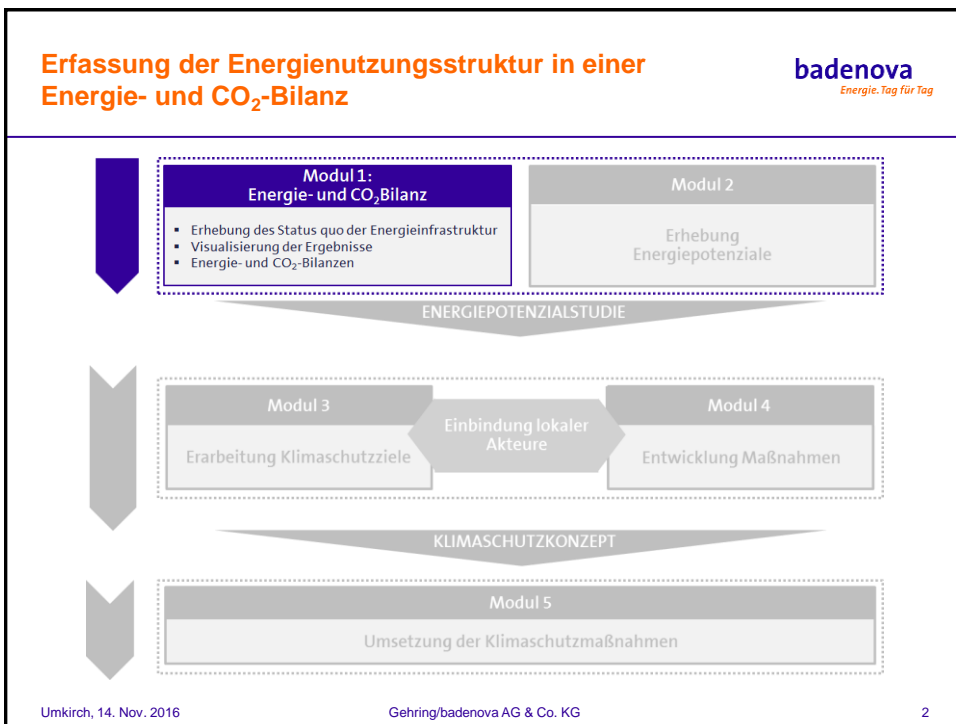 Erfassung der Energienutzungsstruktur in einer
Energie- und CO₂-Bilanz
badenova
Energie. Tag für Tag
Modul 1:
Energie- und CO₂Bilanz
▪ Erhebung des Status quo der Energieinfrastruktur
▪ Visualisierung der Ergebnisse
▪ Energie- und CO₂-Bilanzen
Modul 2
Erhebung
Energiepotenziale
ENERGIEPOTENZIALSTUDIE
Modul 3
Erarbeitung Klimaschutzziele
Einbindung lokaler
Akteure
Modul 4
Entwicklung Maßnahmen
KLIMASCHUTZKONZEPT
Modul 5
Umsetzung der Klimaschutzmaßnahmen
Umkirch, 14. Nov. 2016
Gehring/badenova AG & Co. KG
2